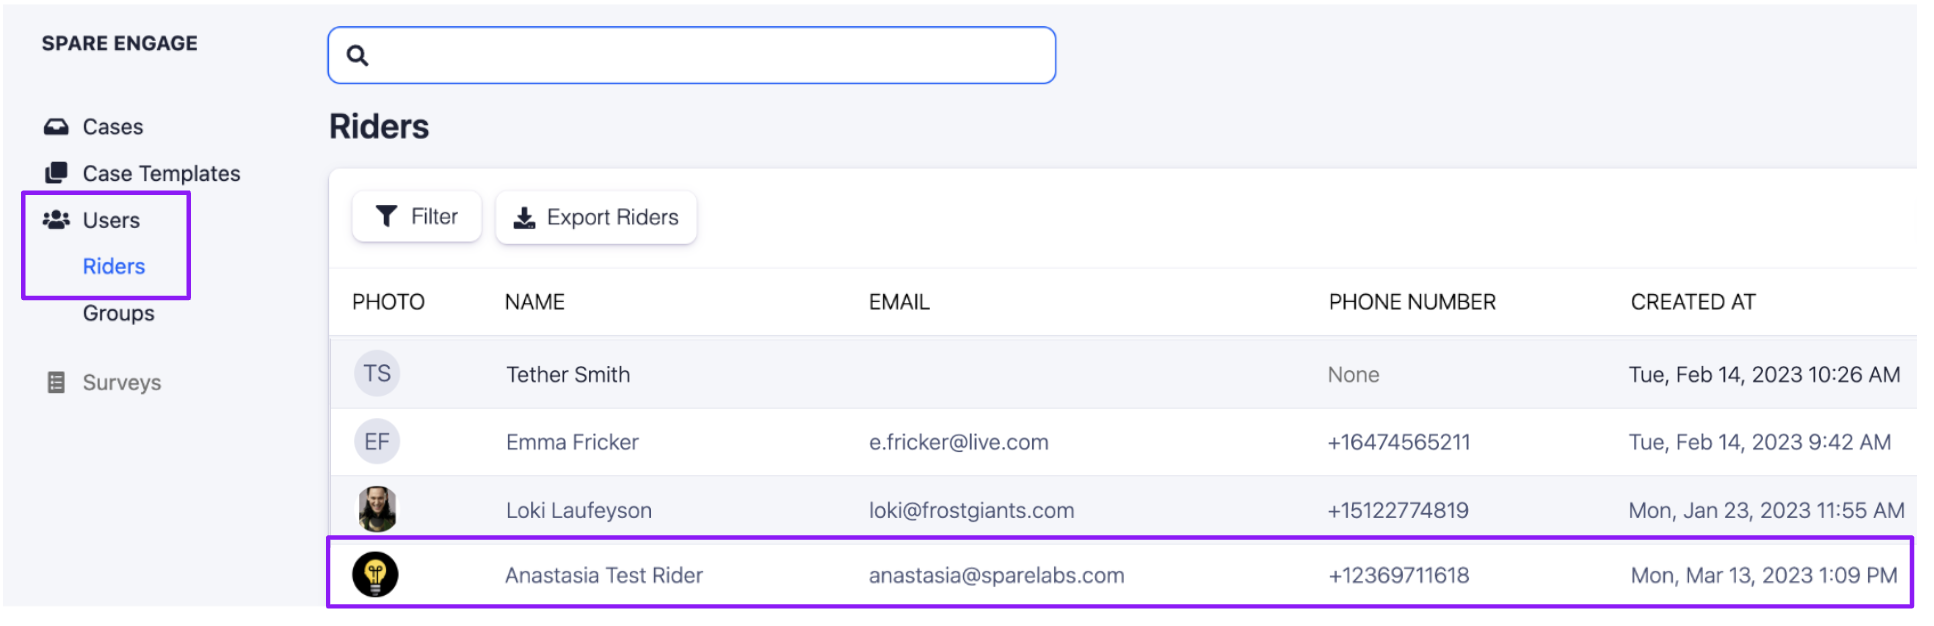 SPARE ENGAGE
Cases
Case Templates
Users
Riders
Groups
Surveys
Riders
Filter Export Riders
PHOTO NAME EMAIL PHONE NUMBER CREATED AT
TS Tether Smith None Tue, Feb 14, 2023 10:26 AM
EF Emma Fricker e.fricker@live.com +16474565211 Tue, Feb 14, 2023 9:42 AM
Loki Laufeyson loki@frostgiants.com +15122774819 Mon, Jan 23, 2023 11:55 AM
Anastasia Test Rider anastasia@sparelabs.com +12369711618 Mon, Mar 13, 2023 1:09 PM